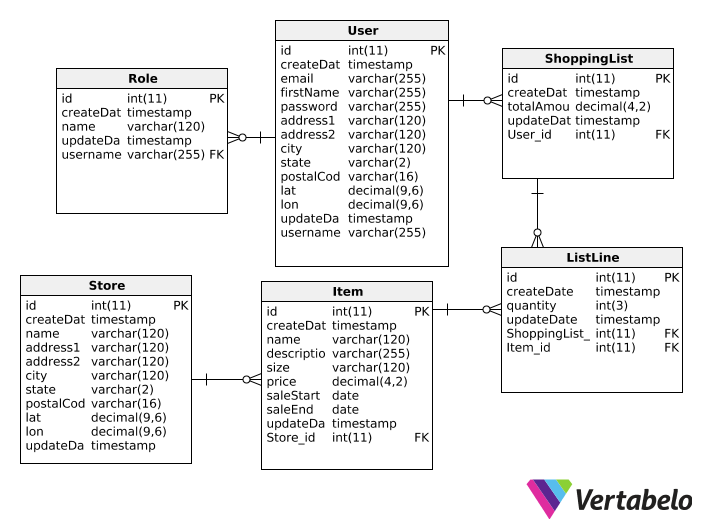 User
id int(11) PK
createDat timestamp
email varchar(255)
firstName varchar(255)
password varchar(255)
address1 varchar(120)
address2 varchar(120)
city varchar(120)
state varchar(2)
postalCod varchar(16)
lat decimal(9,6)
lon decimal(9,6)
updateDa timestamp
username varchar(255)
ShoppingList
id int(11) PK
createDat timestamp
totalAmou decimal(4,2)
updateDat timestamp
User_id int(11) FK
Role
id int(11) PK
createDat timestamp
name varchar(120)
updateDa timestamp
username varchar(255) FK
ListLine
id int(11) PK
createDate timestamp
quantity int(3)
updateDate timestamp
ShoppingList_ int(11) FK
Item_id int(11) FK
Store
id int(11) PK
createDat timestamp
name varchar(120)
address1 varchar(120)
address2 varchar(120)
city varchar(120)
state varchar(2)
postalCod varchar(16)
lat decimal(9,6)
lon decimal(9,6)
updateDa timestamp
Item
id int(11) PK
createDat timestamp
name varchar(120)
descriptio varchar(255)
size varchar(120)
price decimal(4,2)
saleStart date
saleEnd date
updateDa timestamp
Store_id int(11) FK
Vertabelo